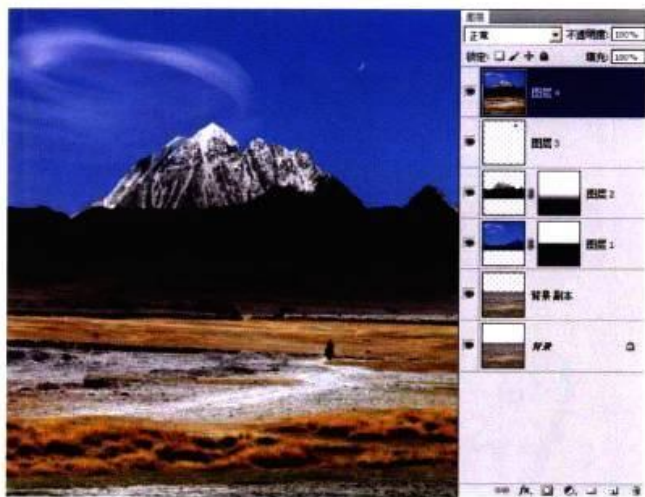 图层
正常 不透明度: 100%
锁定: 填充: 100%
图层 4
图层 3
图层 2
图层 1
背景 副本
背景
fx.